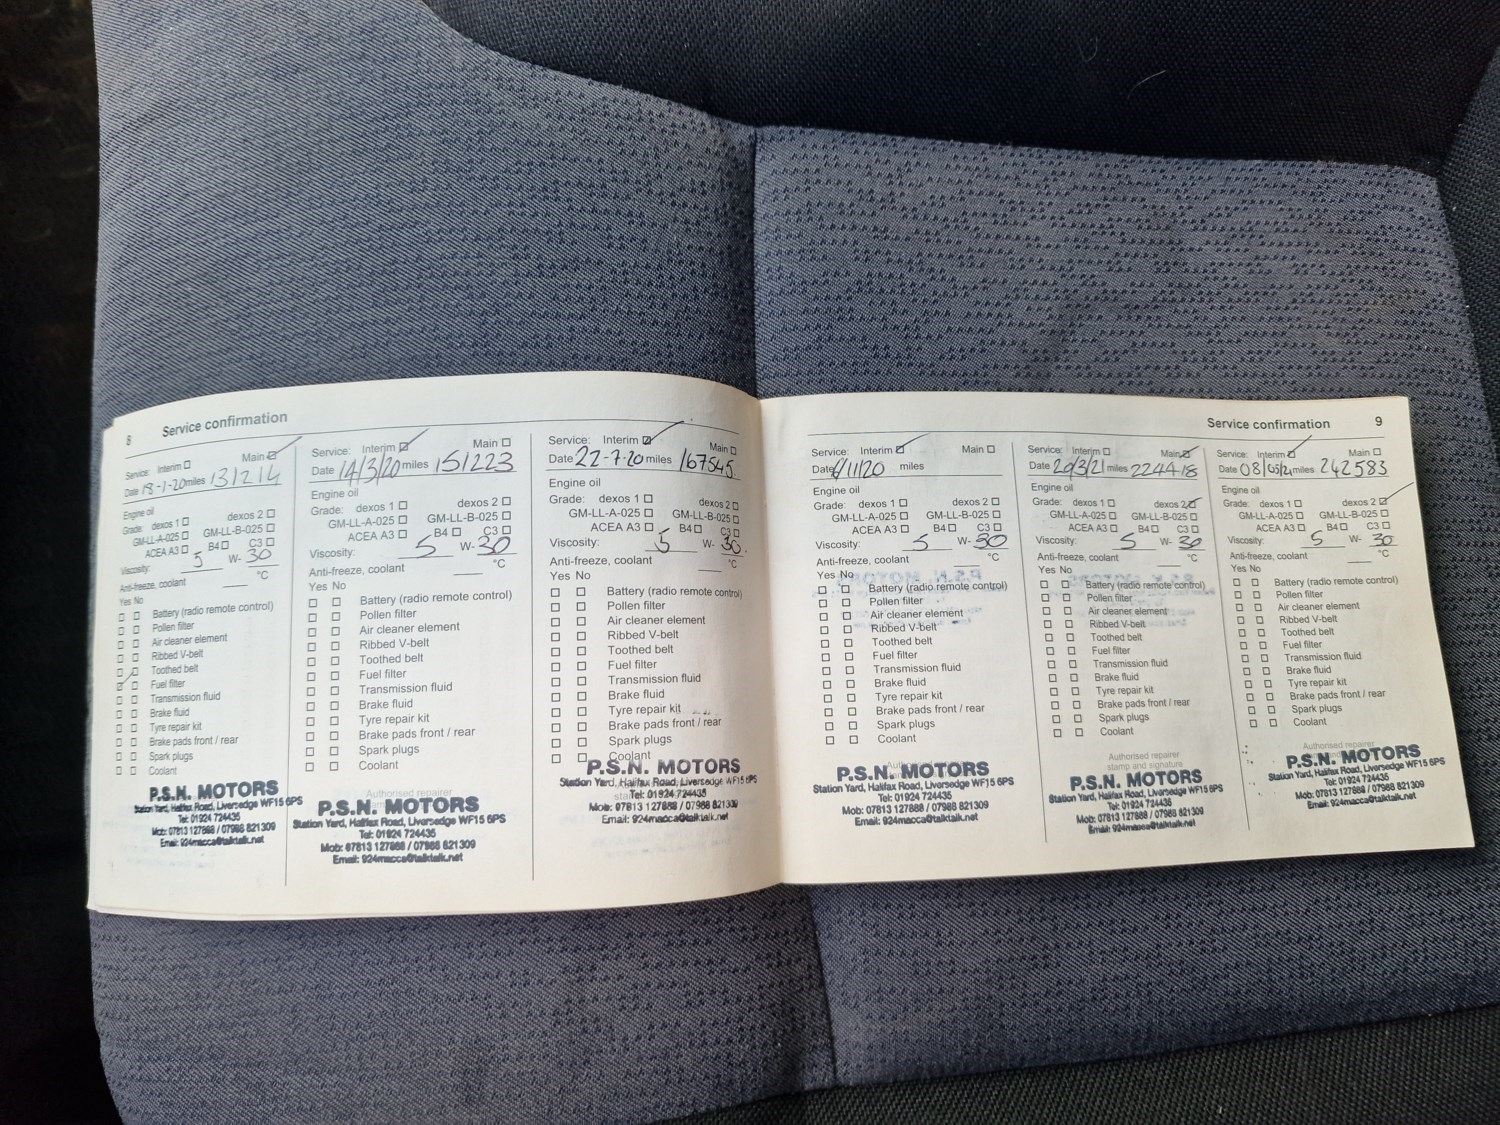 8 Service confirmation
Service: Interim ☐ Main ☑
Date 18-1-20 miles 131214
Engine oil
Grade: dexos 1 ☐ dexos 2 ☐
GM-LL-A-025 ☐ GM-LL-B-025 ☐
ACEA A3 ☐ B4 ☐ C3 ☐
Viscosity: 5 W- 30
Anti-freeze, coolant °C
Yes No
☐ ☐ Battery (radio remote control)
☐ ☐ Pollen filter
☐ ☐ Air cleaner element
☐ ☐ Ribbed V-belt
☐ ☐ Toothed belt
☑ ☐ Fuel filter
☐ ☐ Transmission fluid
☐ ☐ Brake fluid
☐ ☐ Tyre repair kit
☐ ☐ Brake pads front / rear
☐ ☐ Spark plugs
☐ ☐ Coolant
P.S.N. MOTORS
Station Yard, Halifax Road, Liversedge WF15 6PS
Tel: 01924 724435
Mob: 07813 127888 / 07988 821309
Email: 924macca@talktalk.net
Service: Interim ☑ Main ☐
Date 14/3/20 miles 151223
Engine oil
Grade: dexos 1 ☐ dexos 2 ☐
GM-LL-A-025 ☐ GM-LL-B-025 ☐
ACEA A3 ☐ B4 ☐ C3 ☐
Viscosity: 5 W- 30
Anti-freeze, coolant °C
Yes No
☐ ☐ Battery (radio remote control)
☐ ☐ Pollen filter
☐ ☐ Air cleaner element
☐ ☐ Ribbed V-belt
☐ ☐ Toothed belt
☐ ☐ Fuel filter
☐ ☐ Transmission fluid
☐ ☐ Brake fluid
☐ ☐ Tyre repair kit
☐ ☐ Brake pads front / rear
☐ ☐ Spark plugs
☐ ☐ Coolant
Authorised repairer
P.S.N. MOTORS
Station Yard, Halifax Road, Liversedge WF15 6PS
Tel: 01924 724435
Mob: 07813 127888 / 07988 821309
Email: 924macca@talktalk.net
Service: Interim ☑ Main ☐
Date 22-7-20 miles 167545
Engine oil
Grade: dexos 1 ☐ dexos 2 ☐
GM-LL-A-025 ☐ GM-LL-B-025 ☐
ACEA A3 ☐ B4 ☐ C3 ☐
Viscosity: 5 W- 30
Anti-freeze, coolant °C
Yes No
☐ ☐ Battery (radio remote control)
☐ ☐ Pollen filter
☐ ☐ Air cleaner element
☐ ☐ Ribbed V-belt
☐ ☐ Toothed belt
☐ ☐ Fuel filter
☐ ☐ Transmission fluid
☐ ☐ Brake fluid
☐ ☐ Tyre repair kit
☐ ☐ Brake pads front / rear
☐ ☐ Spark plugs
☐ ☐ Coolant
P.S.N. MOTORS
Station Yard, Halifax Road, Liversedge WF15 6PS
Tel: 01924 724435
Mob: 07813 127888 / 07988 821309
Email: 924macca@talktalk.net
Service confirmation 9
Service: Interim ☑ Main ☐
Date /11/20 miles
Engine oil
Grade: dexos 1 ☐ dexos 2 ☐
GM-LL-A-025 ☐ GM-LL-B-025 ☐
ACEA A3 ☐ B4 ☐ C3 ☐
Viscosity: 5 W- 30
Anti-freeze, coolant °C
Yes No
☐ ☐ Battery (radio remote control)
☐ ☐ Pollen filter
☐ ☐ Air cleaner element
☐ ☐ Ribbed V-belt
☐ ☐ Toothed belt
☐ ☐ Fuel filter
☐ ☐ Transmission fluid
☐ ☐ Brake fluid
☐ ☐ Tyre repair kit
☐ ☐ Brake pads front / rear
☐ ☐ Spark plugs
☐ ☐ Coolant
P.S.N. MOTORS
Station Yard, Halifax Road, Liversedge WF15 6PS
Tel: 01924 724435
Mob: 07813 127888 / 07988 821309
Email: 924macca@talktalk.net
Service: Interim ☐ Main ☑
Date 20/3/21 miles 224418
Engine oil
Grade: dexos 1 ☐ dexos 2 ☑
GM-LL-A-025 ☐ GM-LL-B-025 ☐
ACEA A3 ☐ B4 ☐ C3 ☐
Viscosity: 5 W- 30
Anti-freeze, coolant °C
Yes No
☐ ☐ Battery (radio remote control)
☐ ☐ Pollen filter
☐ ☐ Air cleaner element
☐ ☐ Ribbed V-belt
☐ ☐ Toothed belt
☐ ☐ Fuel filter
☐ ☐ Transmission fluid
☐ ☐ Brake fluid
☐ ☐ Tyre repair kit
☐ ☐ Brake pads front / rear
☐ ☐ Spark plugs
☐ ☐ Coolant
Authorised repairer
stamp and signature
P.S.N. MOTORS
Station Yard, Halifax Road, Liversedge WF15 6PS
Tel: 01924 724435
Mob: 07813 127888 / 07988 821309
Email: 924macca@talktalk.net
Service: Interim ☑ Main ☐
Date 08/05/21 miles 242583
Engine oil
Grade: dexos 1 ☐ dexos 2 ☑
GM-LL-A-025 ☐ GM-LL-B-025 ☐
ACEA A3 ☐ B4 ☐ C3 ☐
Viscosity: 5 W- 30
Anti-freeze, coolant °C
Yes No
☐ ☐ Battery (radio remote control)
☐ ☐ Pollen filter
☐ ☐ Air cleaner element
☐ ☐ Ribbed V-belt
☐ ☐ Toothed belt
☐ ☐ Fuel filter
☐ ☐ Transmission fluid
☐ ☐ Brake fluid
☐ ☐ Tyre repair kit
☐ ☐ Brake pads front / rear
☐ ☐ Spark plugs
☐ ☐ Coolant
Authorised repairer
P.S.N. MOTORS
Station Yard, Halifax Road, Liversedge WF15 6PS
Tel: 01924 724435
Mob: 07813 127888 / 07988 821309
Email: 924macca@talktalk.net